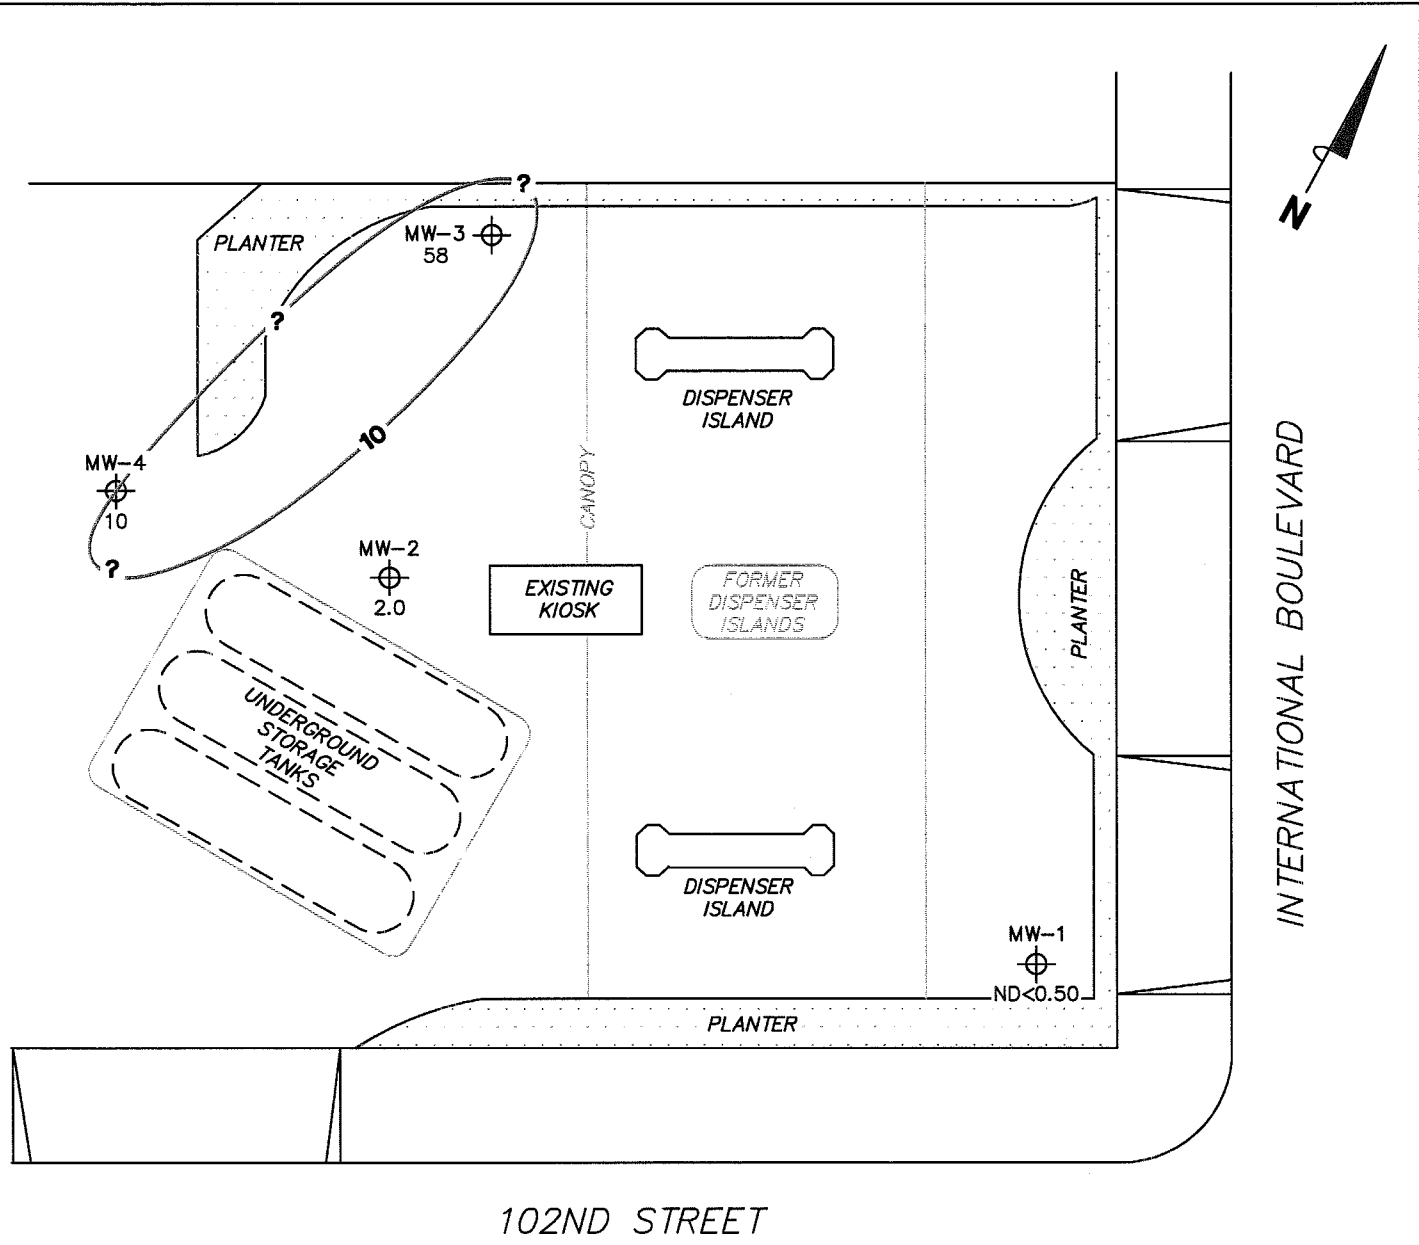 N
?
PLANTER
MW-3
58
?
DISPENSER
ISLAND
10
MW-4
10
CANOPY
?
MW-2
2.0
EXISTING
KIOSK
FORMER
DISPENSER
ISLANDS
PLANTER
INTERNATIONAL BOULEVARD
UNDERGROUND
STORAGE
TANKS
DISPENSER
ISLAND
MW-1
ND<0.50
PLANTER
102ND STREET